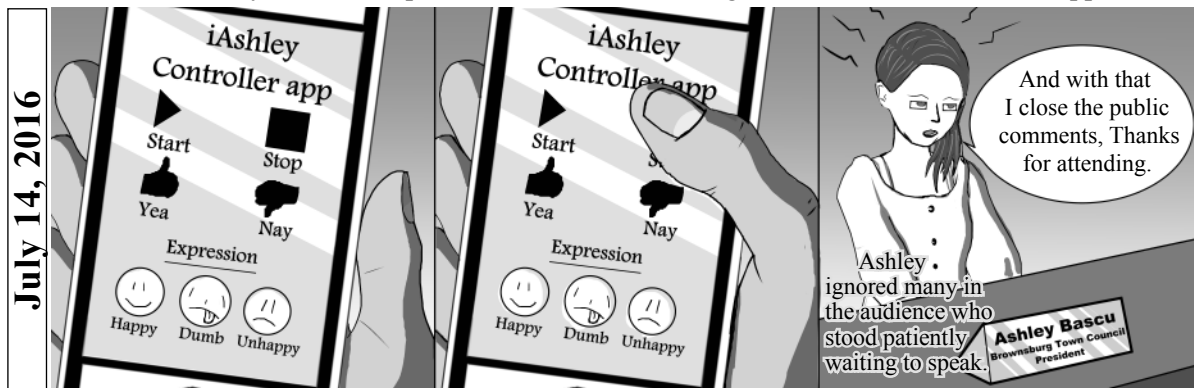 July 14, 2016
iAshley
Controller app
Start
Stop
Yea
Nay
Expression
Happy
Dumb
Unhappy
iAshley
Controller app
Start
S
Yea
Nay
Expression
Happy
Dumb
Unhappy
And with that
I close the public
comments, Thanks
for attending.
Ashley
ignored many in
the audience who
stood patiently
waiting to speak.
Ashley Bascu
Brownsburg Town Council
President